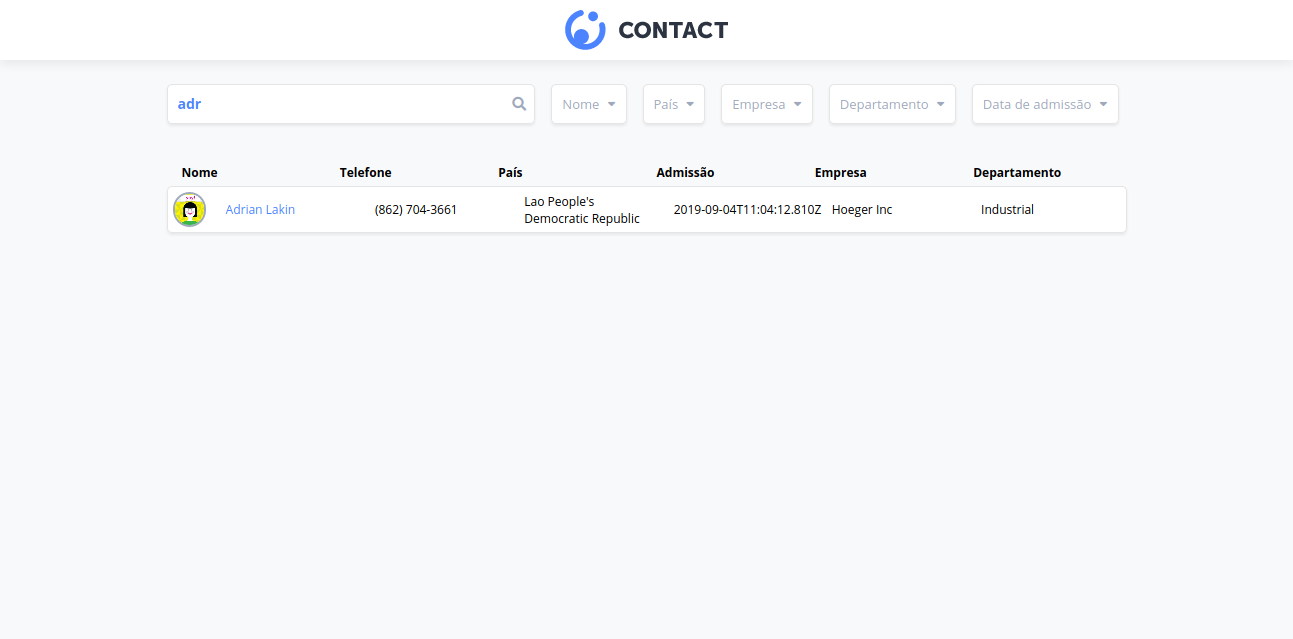 CONTACT
adr
Nome
País
Empresa
Departamento
Data de admissão
Nome Telefone País Admissão Empresa Departamento
Adrian Lakin (862) 704-3661 Lao People's Democratic Republic 2019-09-04T11:04:12.810Z Hoeger Inc Industrial